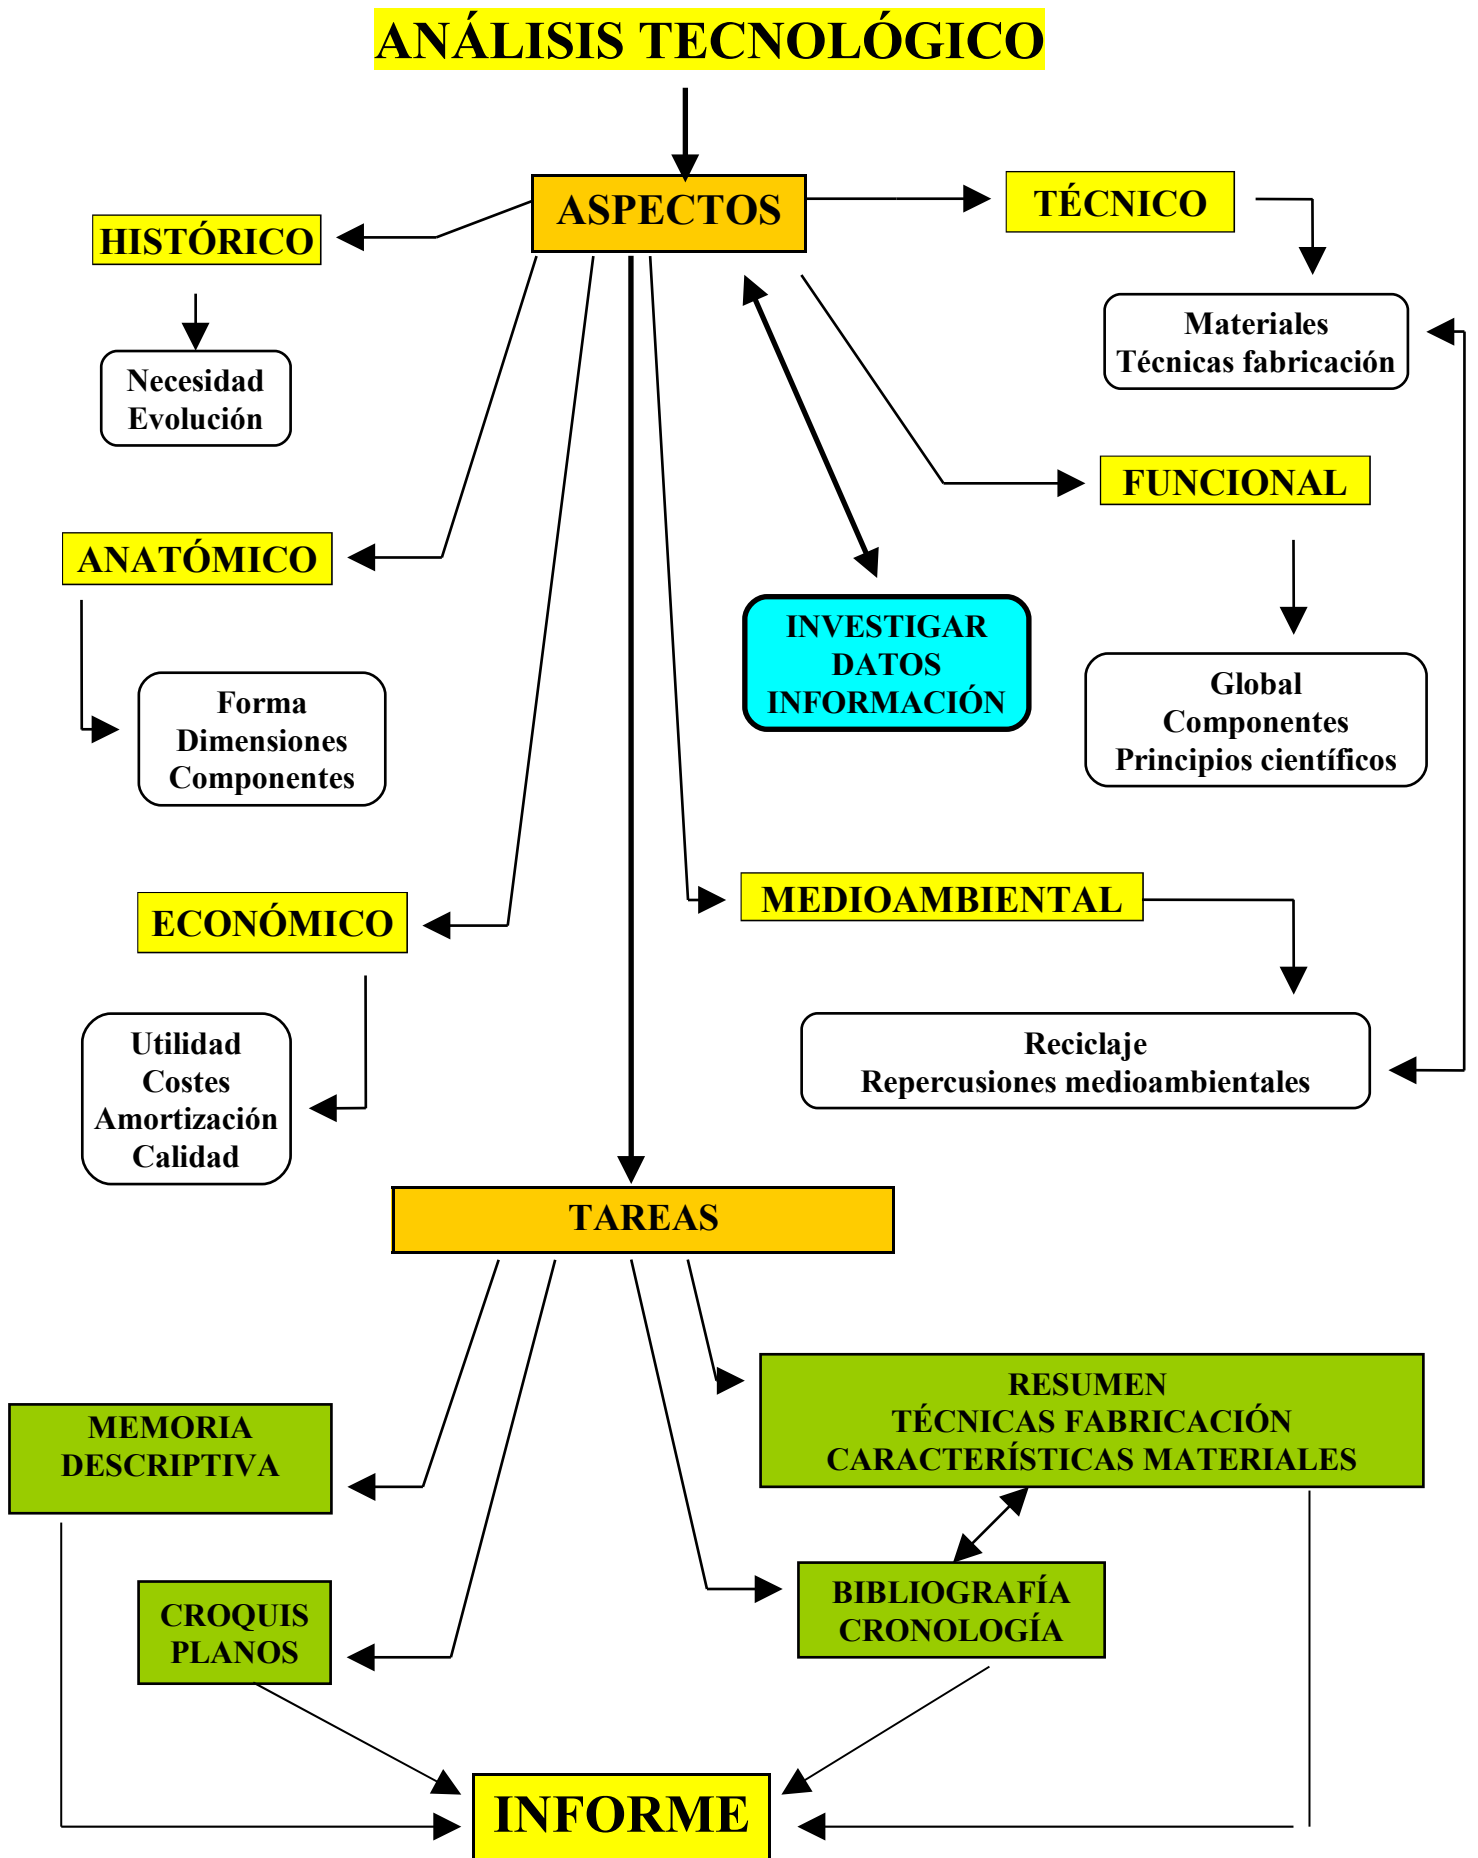 ANÁLISIS TECNOLÓGICO
ASPECTOS
TÉCNICO
HISTÓRICO
Materiales
Técnicas fabricación
Necesidad
Evolución
FUNCIONAL
ANATÓMICO
INVESTIGAR
DATOS
INFORMACIÓN
Global
Componentes
Principios científicos
Forma
Dimensiones
Componentes
MEDIOAMBIENTAL
ECONÓMICO
Reciclaje
Repercusiones medioambientales
Utilidad
Costes
Amortización
Calidad
TAREAS
RESUMEN
TÉCNICAS FABRICACIÓN
CARACTERÍSTICAS MATERIALES
MEMORIA
DESCRIPTIVA
BIBLIOGRAFÍA
CRONOLOGÍA
CROQUIS
PLANOS
INFORME